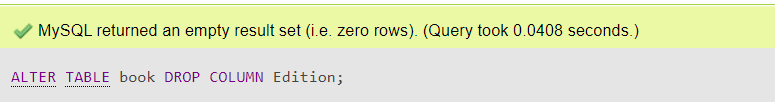 MySQL returned an empty result set (i.e. zero rows). (Query took 0.0408 seconds.)
ALTER TABLE book DROP COLUMN Edition;